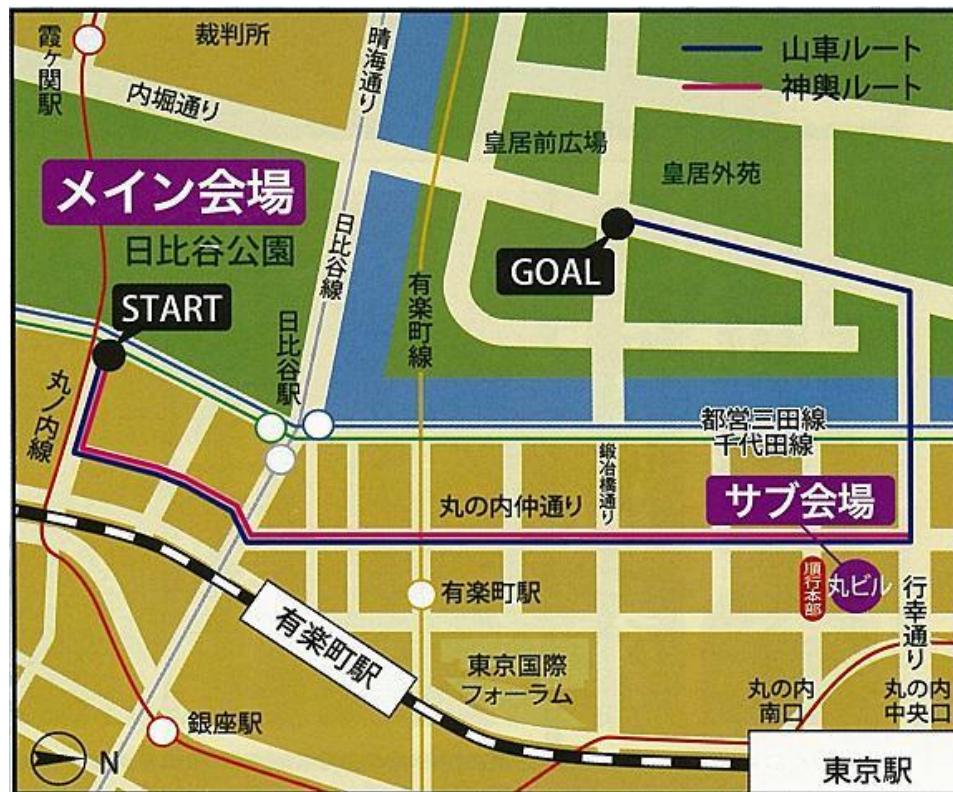 霞ヶ関駅
裁判所
晴海通り
内堀通り
山車ルート
神輿ルート
皇居前広場
皇居外苑
メイン会場
日比谷公園
GOAL
START
日比谷線
有楽町線
日比谷駅
丸ノ内線
都営三田線
千代田線
鍛冶橋通り
丸の内仲通り
サブ会場
順行本部
丸ビル
行幸通り
有楽町駅
有楽町駅
東京国際
フォーラム
丸の内
南口
丸の内
中央口
銀座駅
N
東京駅